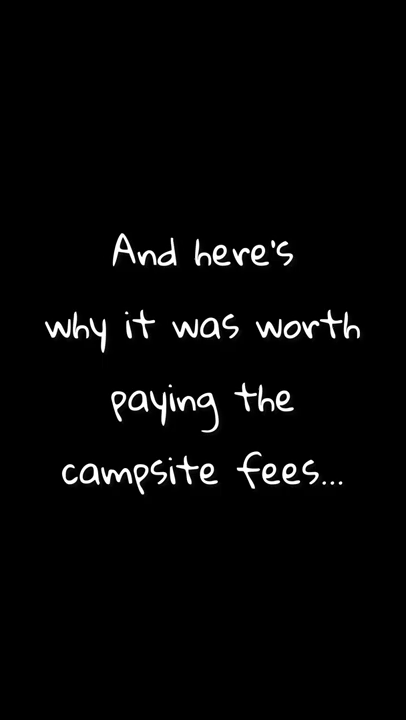 And here's
why it was worth
paying the
campsite fees...